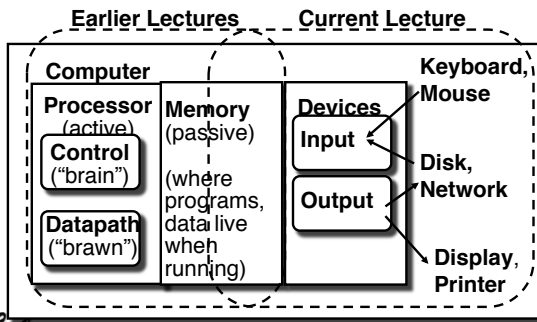 Earlier Lectures
Current Lecture
Computer
Processor
(active)
Control
(“brain”)
Datapath
(“brawn”)
Memory
(passive)
(where
programs,
data live
when
running)
Devices
Input
Output
Keyboard,
Mouse
Disk,
Network
Display,
Printer